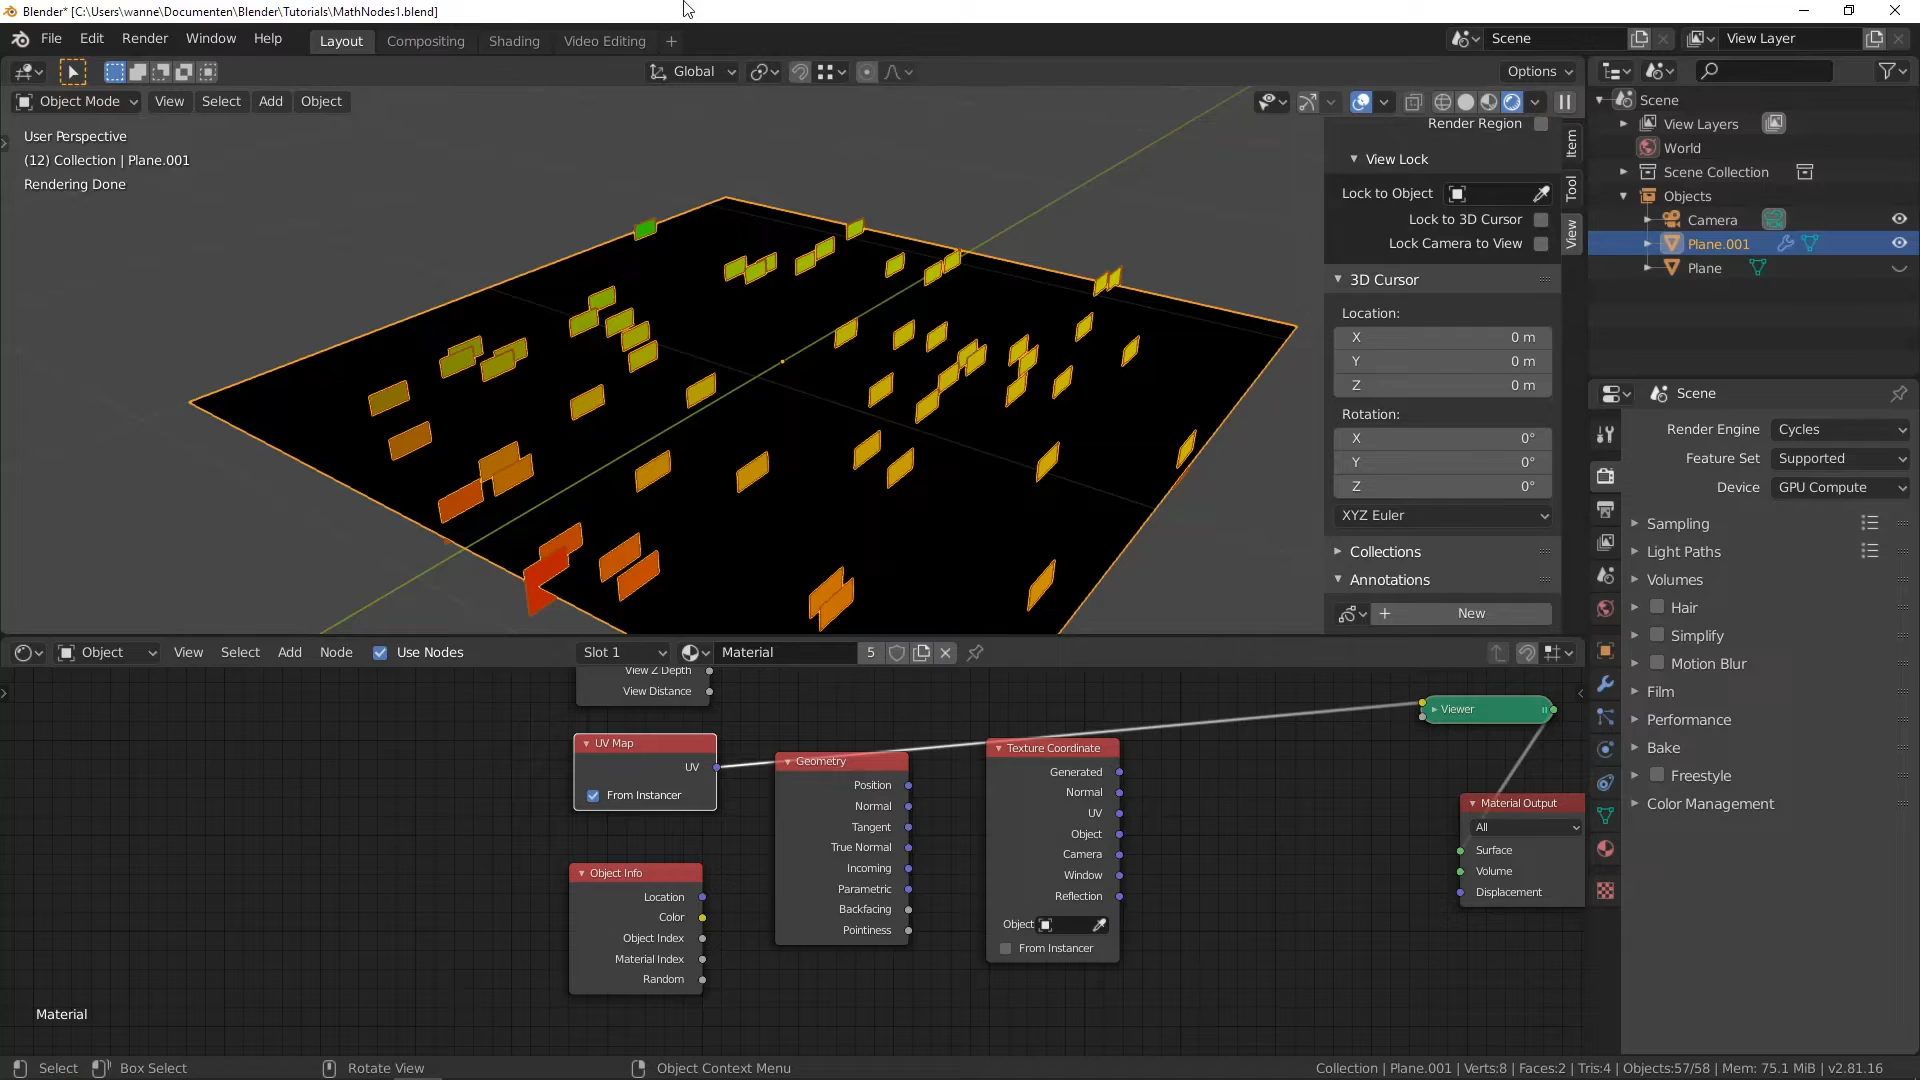 Blender* [C:\Users\wanne\Documenten\Blender\Tutorials\MathNodes1.blend]
File Edit Render Window Help Layout Compositing Shading Video Editing + Scene View Layer
Global Options
Object Mode View Select Add Object
User Perspective
(12) Collection | Plane.001
Rendering Done
Render Region
View Lock
Lock to Object
Lock to 3D Cursor
Lock Camera to View
3D Cursor
Location:
X 0 m
Y 0 m
Z 0 m
Rotation:
X 0°
Y 0°
Z 0°
XYZ Euler
Collections
Annotations
+ New
Item
Tool
View
Scene
View Layers
World
Scene Collection
Objects
Camera
Plane.001
Plane
Scene
Render Engine Cycles
Feature Set Supported
Device GPU Compute
Sampling
Light Paths
Volumes
Hair
Simplify
Motion Blur
Film
Performance
Bake
Freestyle
Color Management
Object View Select Add Node Use Nodes Slot 1 Material 5
View Z Depth
View Distance
UV Map
UV
From Instancer
Object Info
Location
Color
Object Index
Material Index
Random
Geometry
Position
Normal
Tangent
True Normal
Incoming
Parametric
Backfacing
Pointiness
Texture Coordinate
Generated
Normal
UV
Object
Camera
Window
Reflection
Object
From Instancer
Viewer
Material Output
All
Surface
Volume
Displacement
Material
Select Box Select Rotate View Object Context Menu Collection | Plane.001 | Verts:8 | Faces:2 | Tris:4 | Objects:57/58 | Mem: 75.1 MiB | v2.81.16